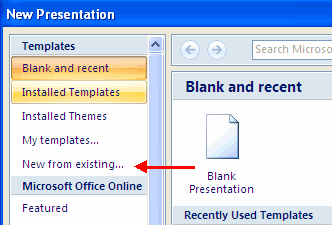 New Presentation
Templates
Blank and recent
Installed Templates
Installed Themes
My templates...
New from existing...
Microsoft Office Online
Featured
Search Microso
Blank and recent
Blank
Presentation
Recently Used Templates